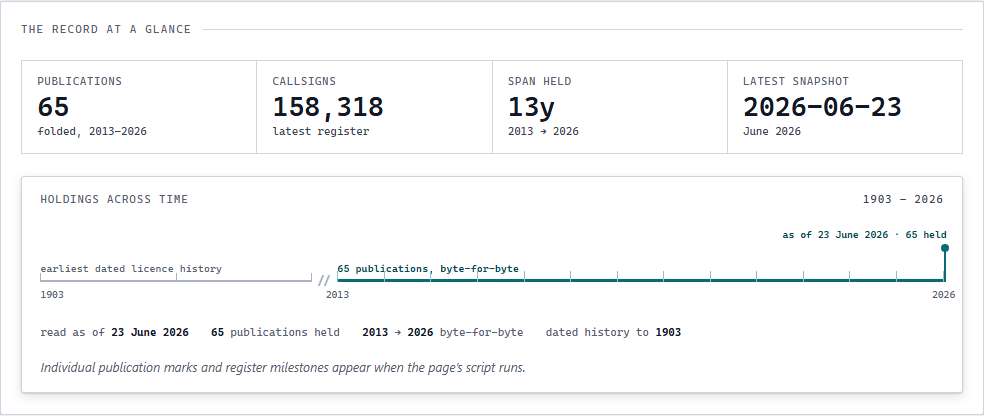 THE RECORD AT A GLANCE
PUBLICATIONS
65
folded, 2013–2026
CALLSIGNS
158,318
latest register
SPAN HELD
13y
2013 → 2026
LATEST SNAPSHOT
2026-06-23
June 2026
HOLDINGS ACROSS TIME
1903 – 2026
as of 23 June 2026 · 65 held
earliest dated licence history
65 publications, byte-for-byte
1903
//
2013
2026
read as of 23 June 2026 65 publications held 2013 → 2026 byte-for-byte dated history to 1903
Individual publication marks and register milestones appear when the page's script runs.